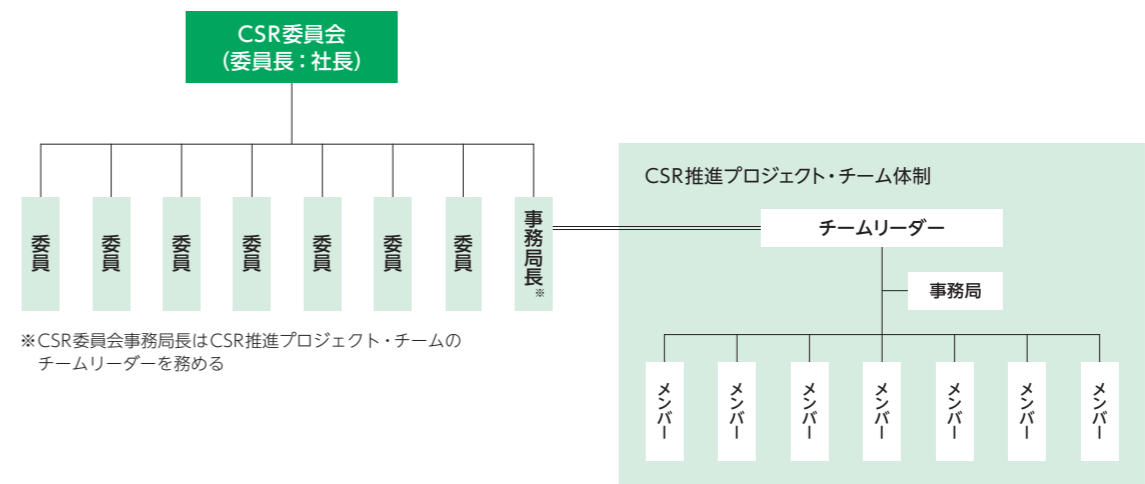 CSR委員会
(委員長：社長)
委員
委員
委員
委員
委員
委員
委員
事務局長※
※CSR委員会事務局長はCSR推進プロジェクト・チームの
チームリーダーを務める
CSR推進プロジェクト・チーム体制
チームリーダー
事務局
メンバー
メンバー
メンバー
メンバー
メンバー
メンバー
メンバー